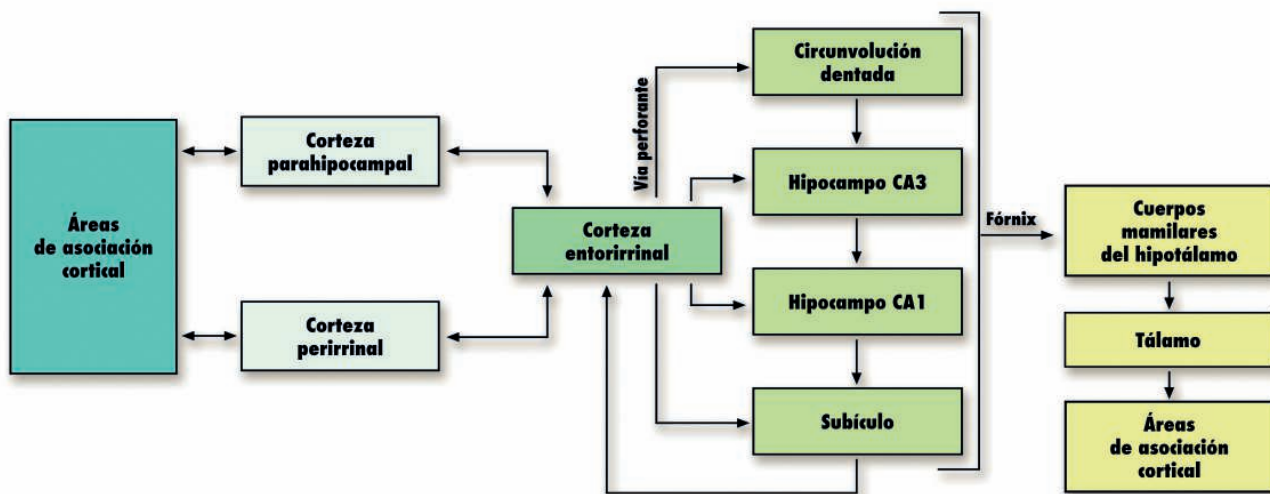 Áreas
de asociación
cortical
Corteza
parahipocampal
Corteza
perirrinal
Corteza
entorirrinal
Vía perforante
Circunvolución
dentada
Hipocampo CA3
Hipocampo CA1
Subículo
Fórnix
Cuerpos
mamilares
del hipotálamo
Tálamo
Áreas
de asociación
cortical